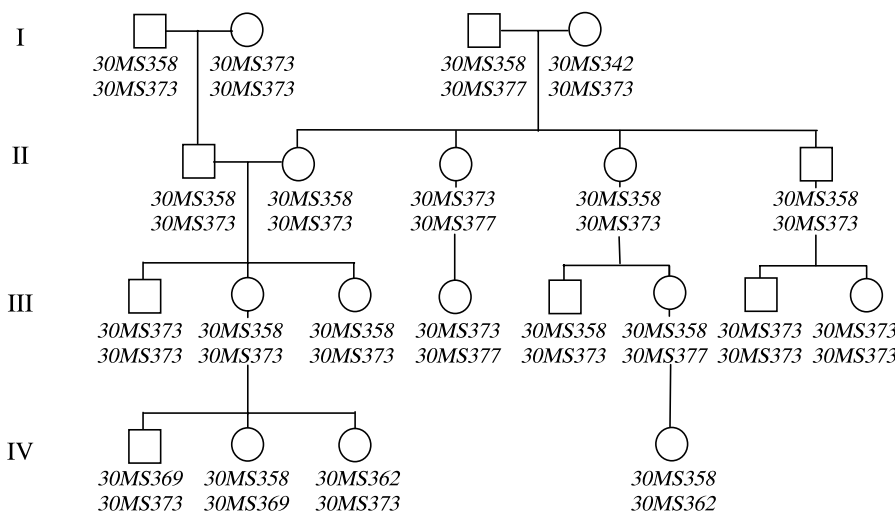 I
30MS358 30MS373 30MS358 30MS342
30MS373 30MS373 30MS377 30MS373
II
30MS358 30MS358 30MS373 30MS358 30MS358
30MS373 30MS373 30MS377 30MS373 30MS373
III
30MS373 30MS358 30MS358 30MS373 30MS358 30MS358 30MS373 30MS373
30MS373 30MS373 30MS373 30MS377 30MS373 30MS377 30MS373 30MS373
IV
30MS369 30MS358 30MS362 30MS358
30MS373 30MS369 30MS373 30MS362